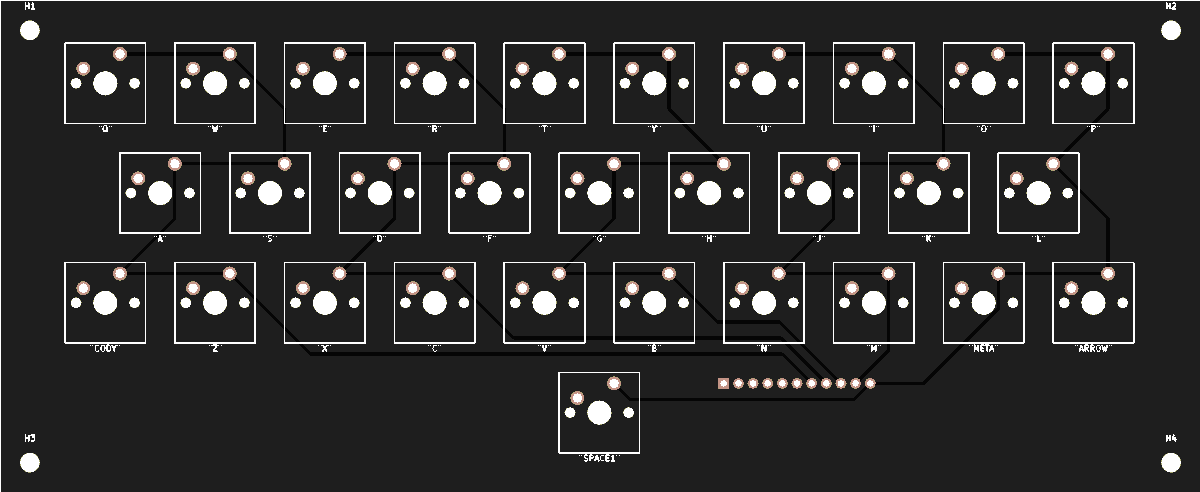 H1 H2
"Q" "W" "E" "R" "T" "Y" "U" "I" "O" "P"
"A" "S" "D" "F" "G" "H" "J" "K" "L"
"CODY" "Z" "X" "C" "V" "B" "N" "M" "META" "ARROW"
H3 H4
"SPACE1"